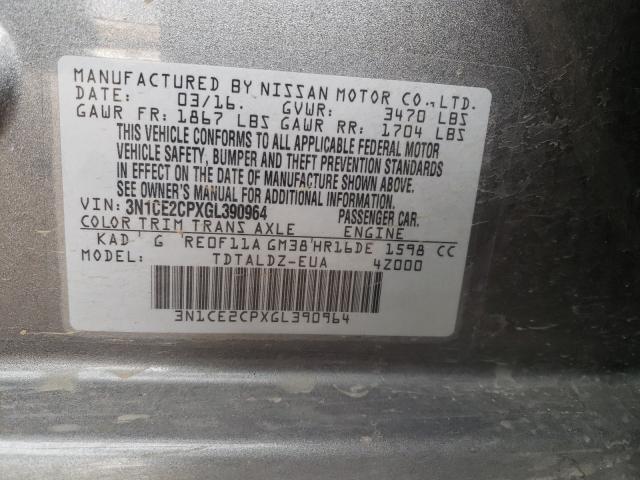 MANUFACTURED BY NISSAN MOTOR CO., LTD.
DATE: 03/16. GVWR: 3470 LBS
GAWR FR: 1867 LBS GAWR RR: 1704 LBS
THIS VEHICLE CONFORMS TO ALL APPLICABLE FEDERAL MOTOR
VEHICLE SAFETY, BUMPER AND THEFT PREVENTION STANDARDS
IN EFFECT ON THE DATE OF MANUFACTURE SHOWN ABOVE.
SEE OWNER'S MANUAL FOR ADDITIONAL INFORMATION.
VIN: 3N1CE2CPXGL390964 PASSENGER CAR.
COLOR TRIM TRANS AXLE ENGINE
KAD G RE0F11A GM38 HR16DE 1598 CC
MODEL: TDTALDZ-EUA 4Z000
3N1CE2CPXGL390964